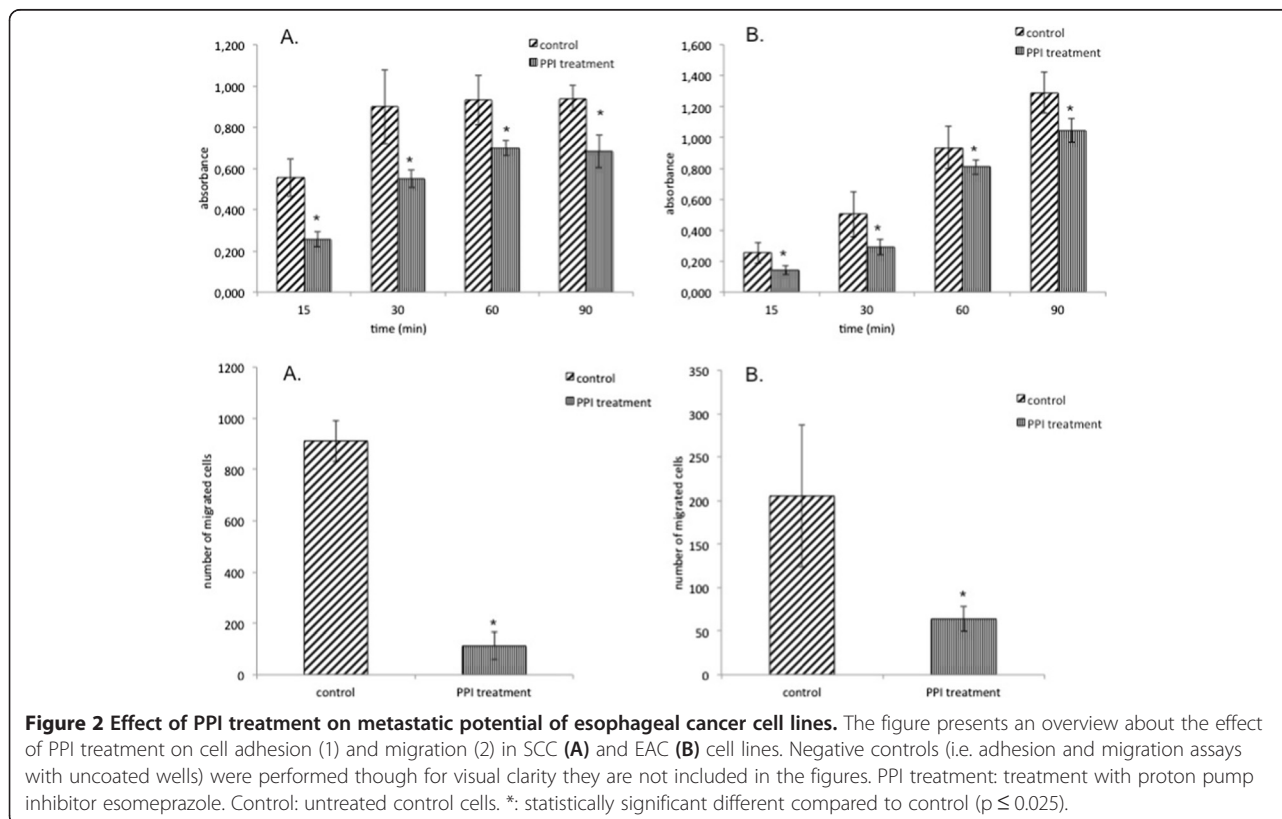 A.
control
PPI treatment
1,200
1,000
0,800
0,600
0,400
0,200
0,000
absorbance
* * * *
15 30 60 90
time (min)
B.
control
PPI treatment
1,600
1,400
1,200
1,000
0,800
0,600
0,400
0,200
0,000
absorbance
* * * *
15 30 60 90
time (min)
A.
control
PPI treatment
1200
1000
800
600
400
200
0
number of migrated cells
*
control PPI treatment
B.
control
PPI treatment
350
300
250
200
150
100
50
0
number of migrated cells
*
control PPI treatment
Figure 2 Effect of PPI treatment on metastatic potential of esophageal cancer cell lines. The figure presents an overview about the effect
of PPI treatment on cell adhesion (1) and migration (2) in SCC (A) and EAC (B) cell lines. Negative controls (i.e. adhesion and migration assays
with uncoated wells) were performed though for visual clarity they are not included in the figures. PPI treatment: treatment with proton pump
inhibitor esomeprazole. Control: untreated control cells. *: statistically significant different compared to control (p ≤ 0.025).